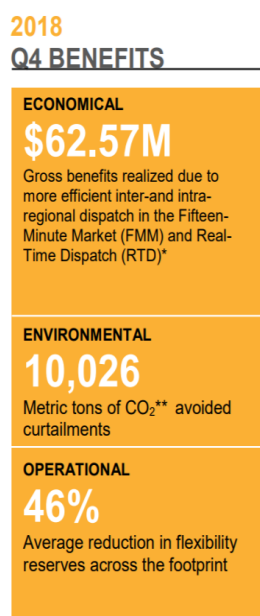 2018
Q4 BENEFITS
ECONOMICAL
$62.57M
Gross benefits realized due to
more efficient inter-and intra-
regional dispatch in the Fifteen-
Minute Market (FMM) and Real-
Time Dispatch (RTD)*
ENVIRONMENTAL
10,026
Metric tons of CO₂** avoided
curtailments
OPERATIONAL
46%
Average reduction in flexibility
reserves across the footprint